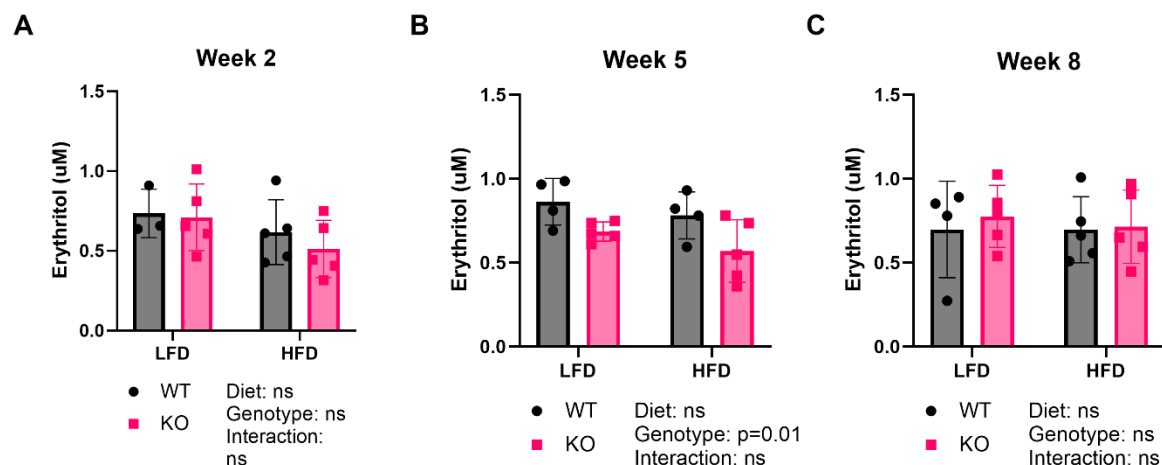 A
Week 2
Erythritol (uM)
1.5
1.0
0.5
0.0
LFD HFD
WT
KO
Diet: ns
Genotype: ns
Interaction:
ns
B
Week 5
Erythritol (uM)
1.5
1.0
0.5
0.0
LFD HFD
WT
KO
Diet: ns
Genotype: p=0.01
Interaction: ns
C
Week 8
Erythritol (uM)
1.5
1.0
0.5
0.0
LFD HFD
WT
KO
Diet: ns
Genotype: ns
Interaction: ns